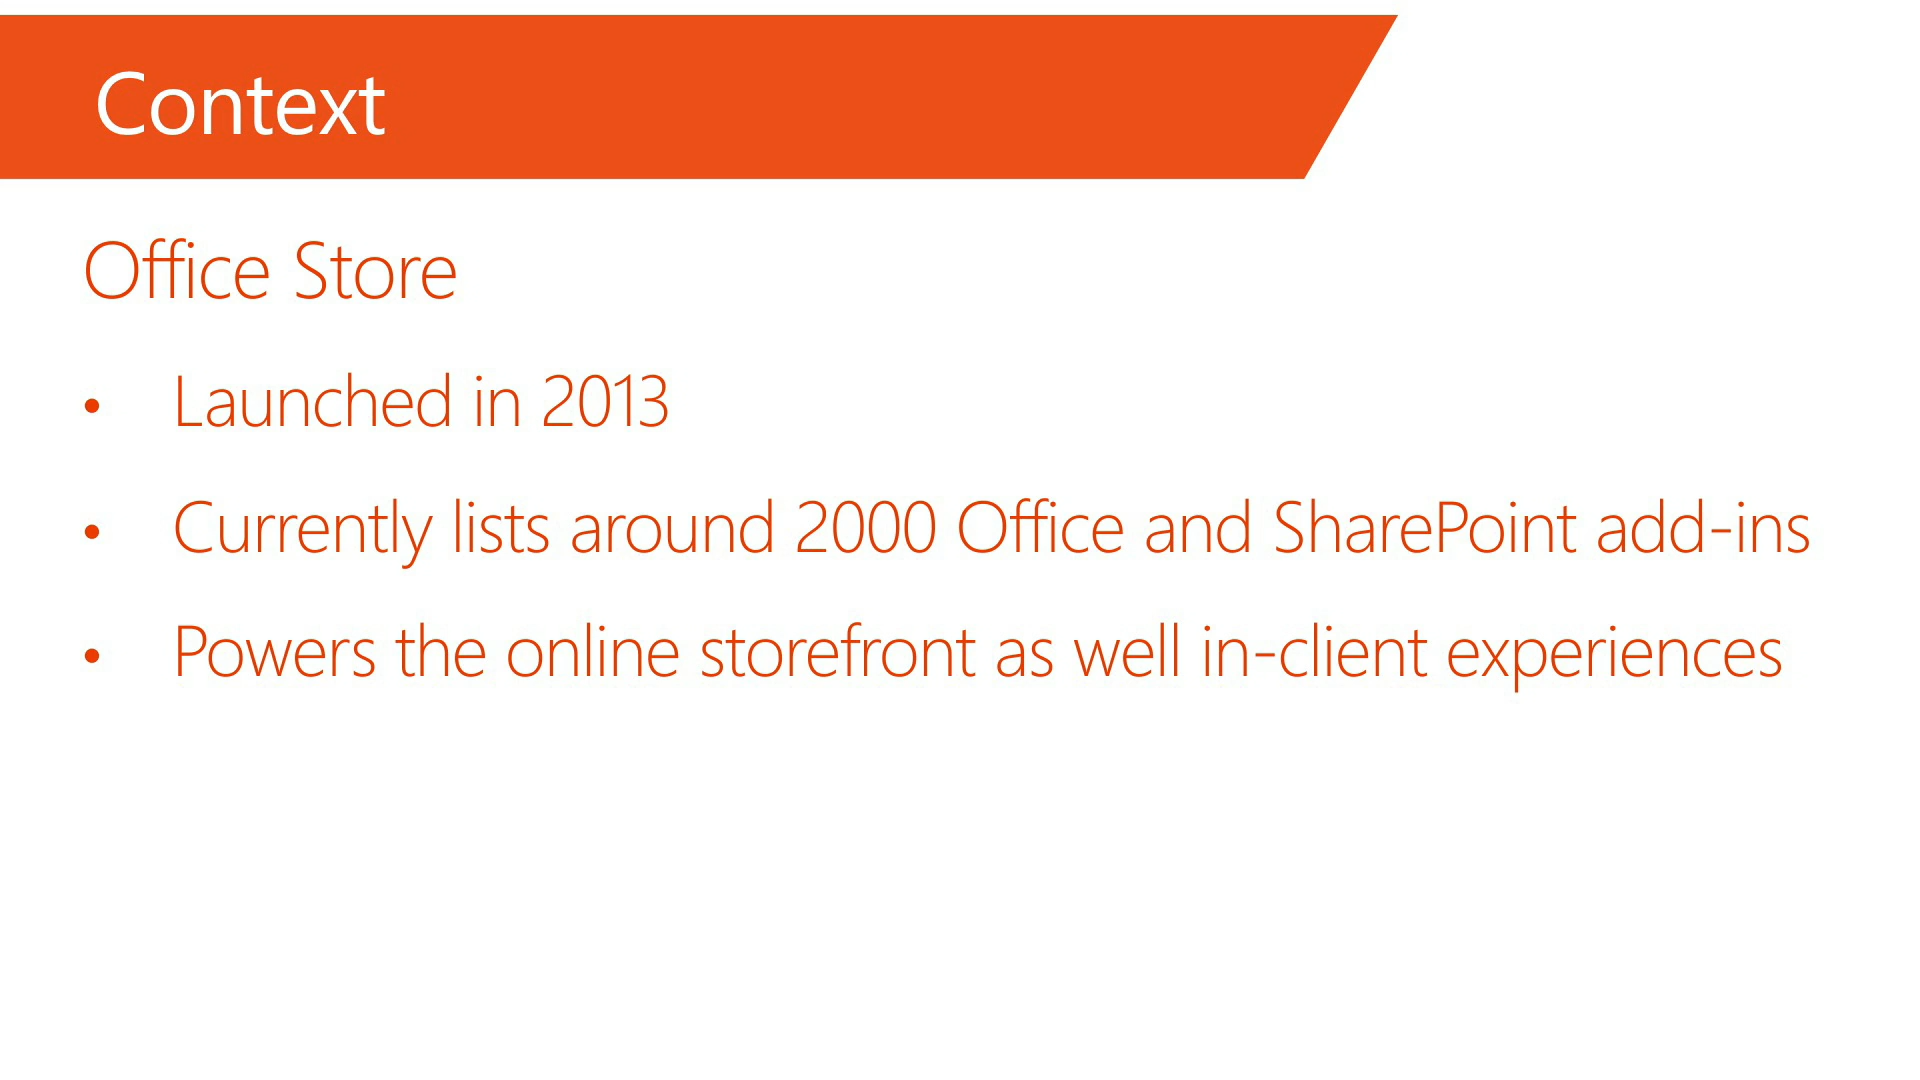 Context
Office Store
• Launched in 2013
• Currently lists around 2000 Office and SharePoint add-ins
• Powers the online storefront as well in-client experiences